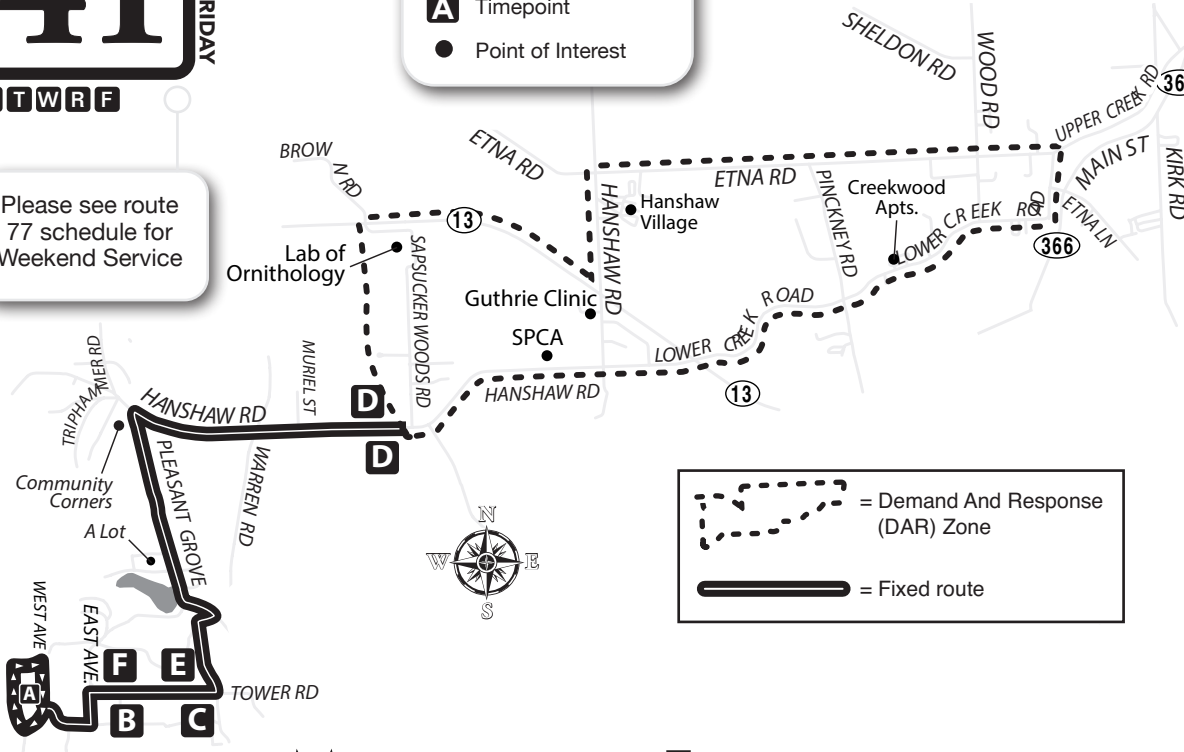 41
RIDAY
T W R F
A Timepoint
Point of Interest
Please see route
77 schedule for
Weekend Service
SHELDON RD
WOOD RD
UPPER CREEK RD
36
MAIN ST
KIRK RD
BROWN RD
ETNA RD
ETNA RD
HANSHAW RD
Hanshaw
Village
PINCKNEY RD
Creekwood
Apts.
LOWER CREEK ROAD
ETNA LN
366
13
Lab of
Ornithology
SAPSUCKER WOODS RD
Guthrie Clinic
SPCA
LOWER CREEK ROAD
13
HANSHAW RD
MURIEL ST
TRIPHAMMER RD
HANSHAW RD
D
D
Community
Corners
PLEASANT GROVE
WARREN RD
A Lot
N
W E
S
= Demand And Response
(DAR) Zone
= Fixed route
WEST AVE
EAST AVE.
F E
A
TOWER RD
B C